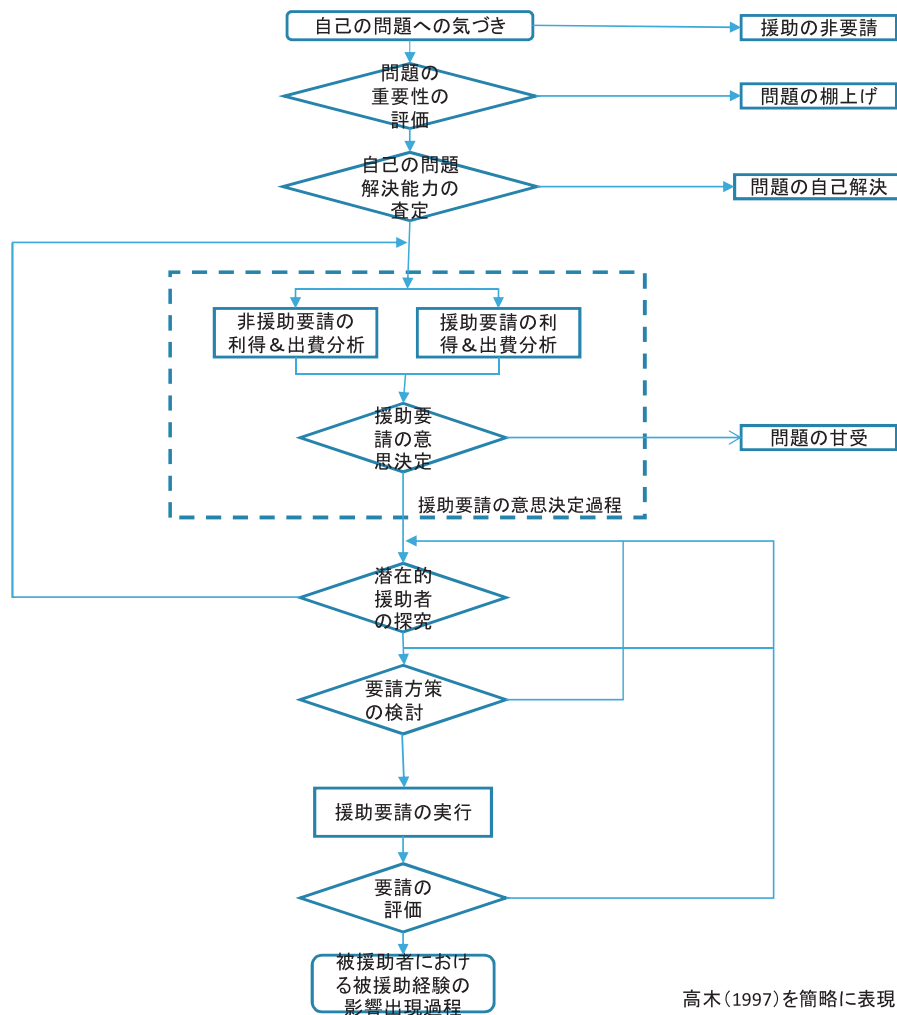 自己の問題への気づき
援助の非要請
問題の
重要性の
評価
問題の棚上げ
自己の問題
解決能力の
査定
問題の自己解決
非援助要請の
利得＆出費分析
援助要請の利
得＆出費分析
援助要
請の意
思決定
問題の甘受
援助要請の意思決定過程
潜在的
援助者
の探究
要請方策
の検討
援助要請の実行
要請の
評価
被援助者におけ
る被援助経験の
影響出現過程
高木（1997）を簡略に表現